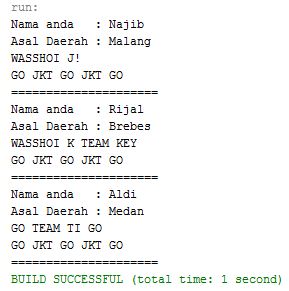 run:
Nama anda   : Najib
Asal Daerah : Malang
WASSHOI J!
GO JKT GO JKT GO
=====================
Nama anda   : Rijal
Asal Daerah : Brebes
WASSHOI K TEAM KEY
GO JKT GO JKT GO
=====================
Nama anda   : Aldi
Asal Daerah : Medan
GO TEAM TI GO
GO JKT GO JKT GO
=====================
BUILD SUCCESSFUL (total time: 1 second)